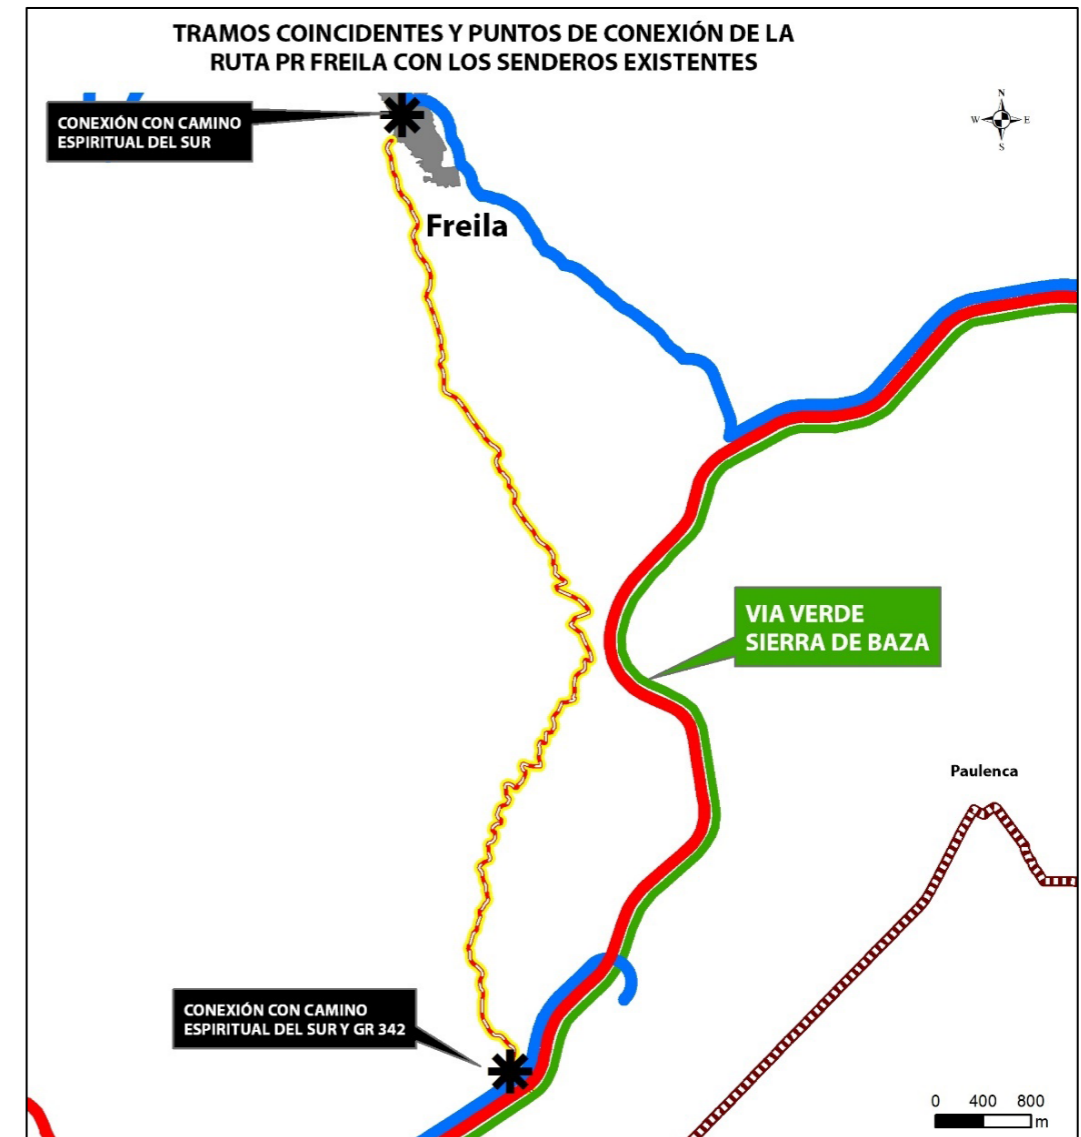 TRAMOS COINCIDENTES Y PUNTOS DE CONEXIÓN DE LA
RUTA PR FREILA CON LOS SENDEROS EXISTENTES
CONEXIÓN CON CAMINO
ESPIRITUAL DEL SUR
N
W
E
S
Freila
VIA VERDE
SIERRA DE BAZA
Paulenca
CONEXIÓN CON CAMINO
ESPIRITUAL DEL SUR Y GR 342
0 400 800
m